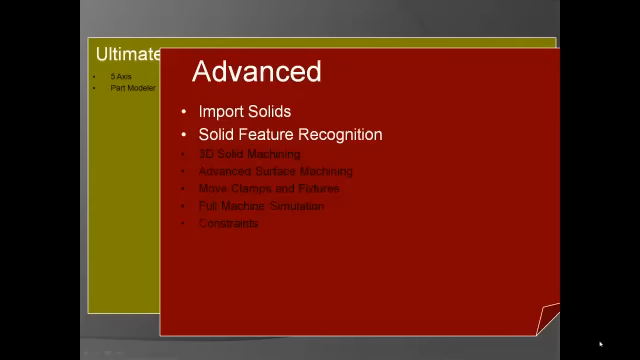 Ultimate
• 5 Axis
• Part Modeler
Advanced
• Import Solids
• Solid Feature Recognition
• 3D Solid Machining
• Advanced Surface Machining
• Move Clamps and Fixtures
• Full Machine Simulation
• Constraints